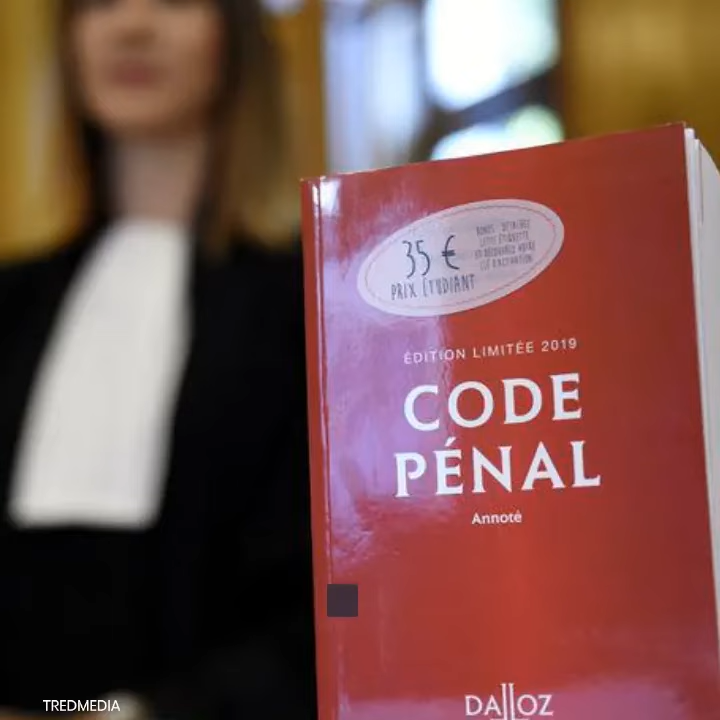 35 €
PRIX ÉTUDIANT
ÉDITION LIMITÉE 2019
CODE
PÉNAL
Annoté
DALLOZ
TREDMEDIA